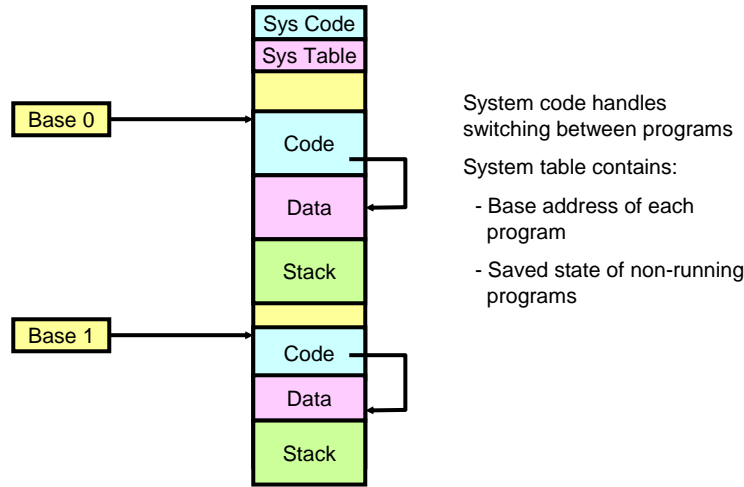 Sys Code
Sys Table
Base 0
Code
Data
Stack
Base 1
Code
Data
Stack
System code handles
switching between programs
System table contains:
- Base address of each
program
- Saved state of non-running
programs